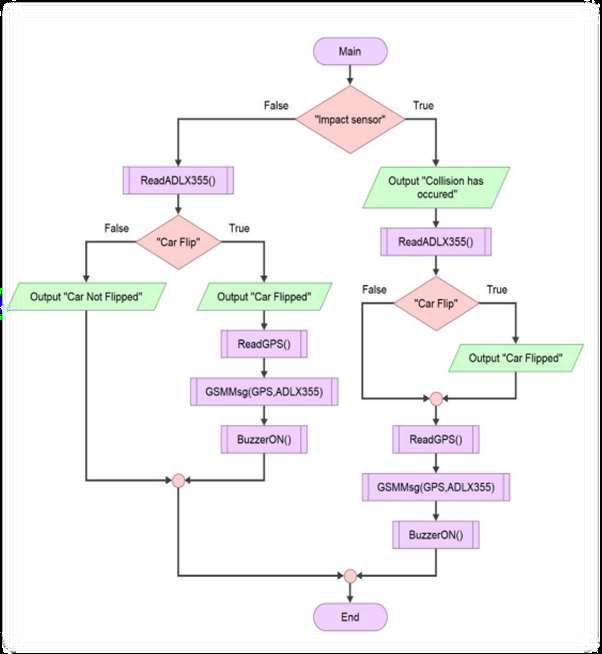 Main
False
True
"Impact sensor"
ReadADLX355()
Output "Collision has
occured"
False
True
"Car Flip"
ReadADLX355()
Output "Car Not Flipped"
Output "Car Flipped"
False
True
"Car Flip"
ReadGPS()
Output "Car Flipped"
GSMMsg(GPS,ADLX355)
BuzzerON()
ReadGPS()
GSMMsg(GPS,ADLX355)
BuzzerON()
End